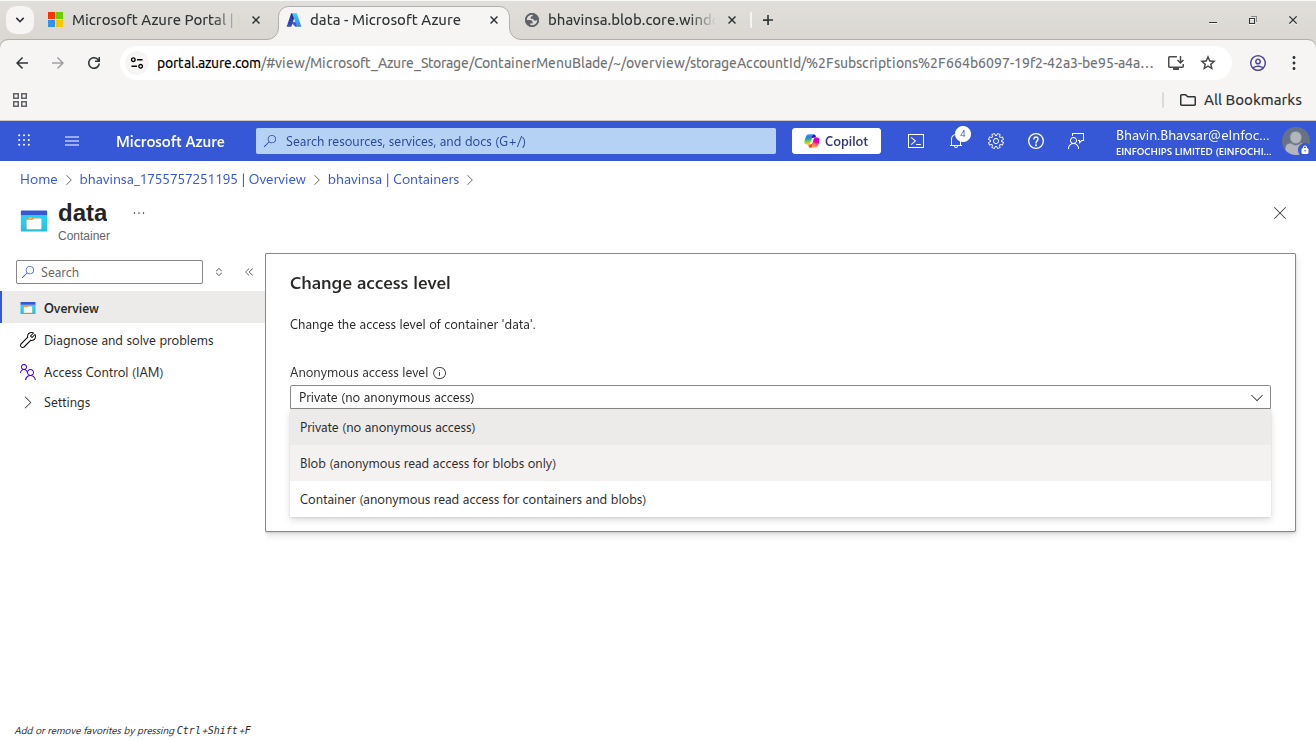 Microsoft Azure Portal |
data - Microsoft Azure
bhavinsa.blob.core.wind
portal.azure.com/#view/Microsoft_Azure_Storage/ContainerMenuBlade/~/overview/storageAccountId/%2Fsubscriptions%2F664b6097-19f2-42a3-be95-a4a...
All Bookmarks
Microsoft Azure
Search resources, services, and docs (G+/)
Copilot
4
Bhavin.Bhavsar@eInfoc...
EINFOCHIPS LIMITED (EINFOCHI...
Home > bhavinsa_1755757251195 | Overview > bhavinsa | Containers >
data ...
Container
Search
Overview
Diagnose and solve problems
Access Control (IAM)
Settings
Change access level
Change the access level of container 'data'.
Anonymous access level
Private (no anonymous access)
Private (no anonymous access)
Blob (anonymous read access for blobs only)
Container (anonymous read access for containers and blobs)
Add or remove favorites by pressing Ctrl+Shift+F